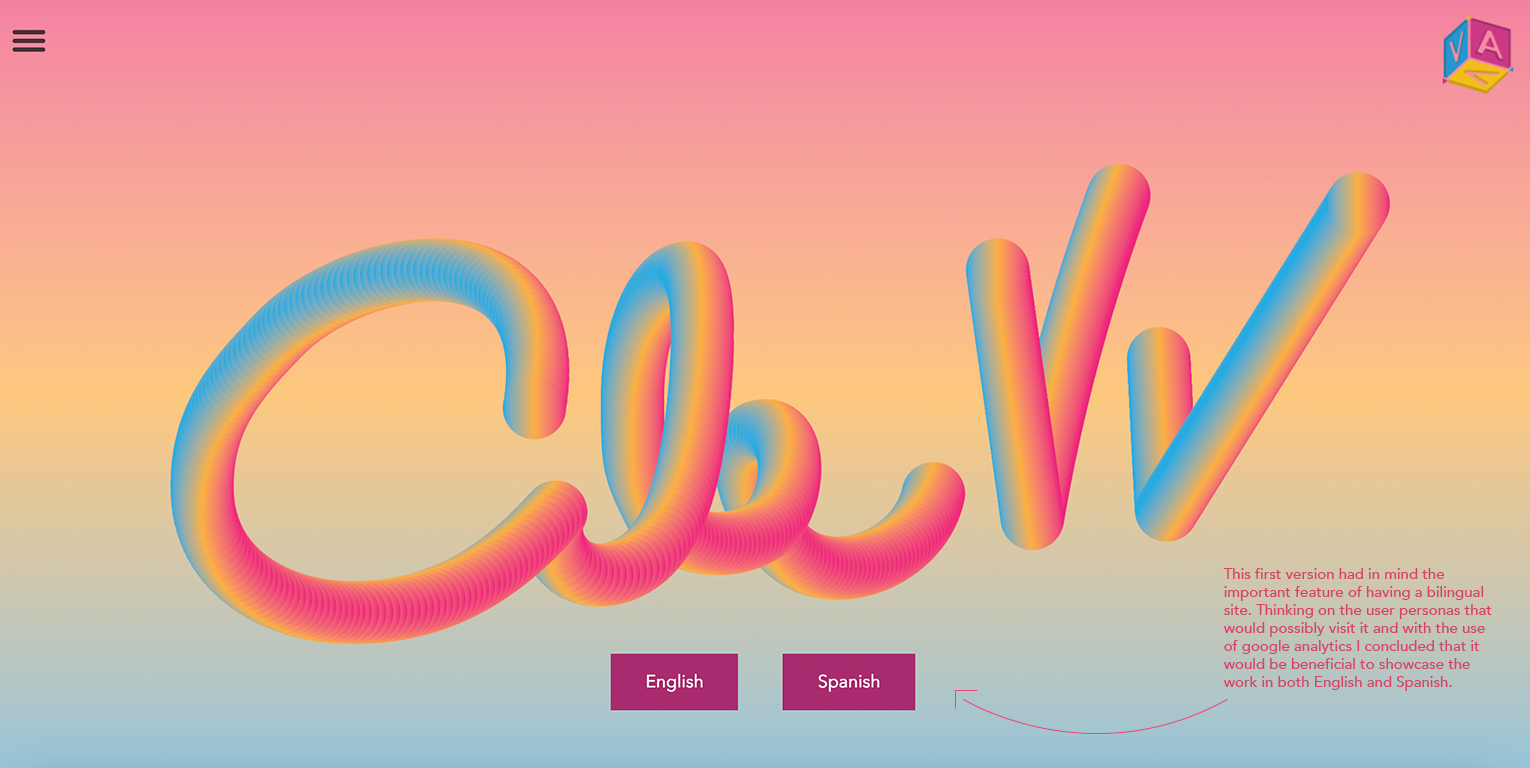 VAN
Cle W
This first version had in mind the
important feature of having a bilingual
site. Thinking on the user personas that
would possibly visit it and with the use
of google analytics I concluded that it
would be beneficial to showcase the
work in both English and Spanish.
English
Spanish